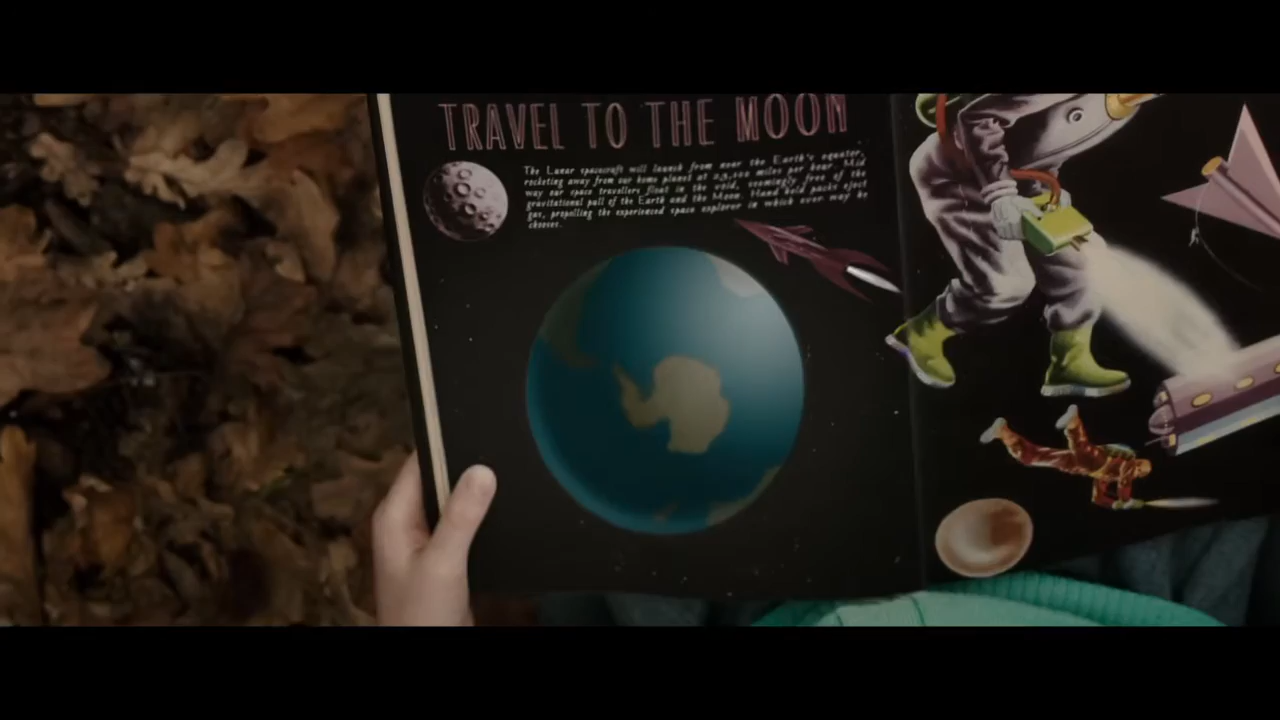 TRAVEL TO THE MOON
The Lunar spacecraft will launch from near the Earth's equator,
rocketing away from our home planet at miles per hour. Mid
way our space travellers float in the void, seemingly free of the
gravitational pull of the Earth and the Moon. Hand held packs eject
gas, propelling the experienced space explorer in which ever way he
chooses.